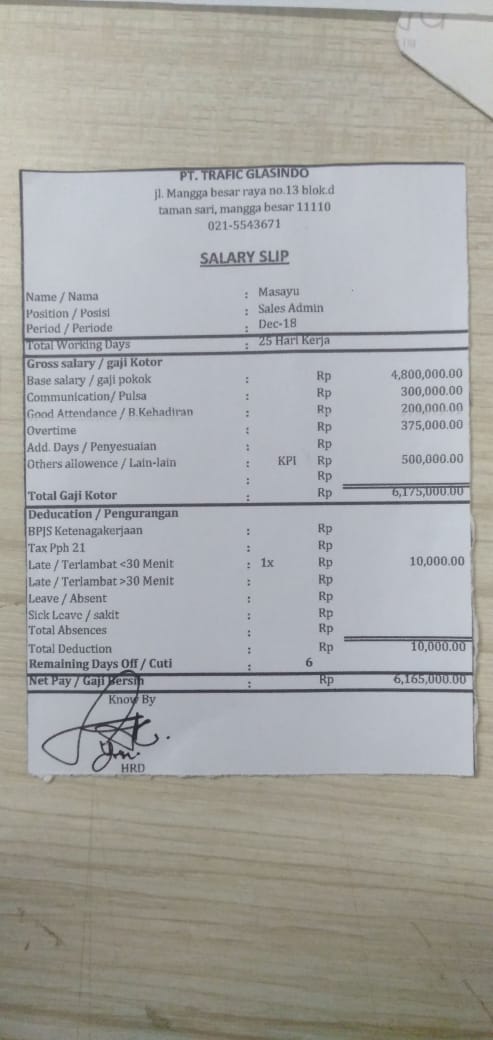 PT. TRAFIC GLASINDO
jl. Mangga besar raya no.13 blok.d
taman sari, mangga besar 11110
021-5543671
SALARY SLIP
Name / Nama : Masayu
Position / Posisi : Sales Admin
Period / Periode : Dec-18
Total Working Days : 25 Hari Kerja
Gross salary / gaji Kotor
Base salary / gaji pokok : Rp 4,800,000.00
Communication/ Pulsa : Rp 300,000.00
Good Attendance / B.Kehadiran : Rp 200,000.00
Overtime : Rp 375,000.00
Add. Days / Penyesuaian : Rp
Others allowence / Lain-lain : KPI Rp 500,000.00
: Rp
Total Gaji Kotor : Rp 6,175,000.00
Deducation / Pengurangan
BPJS Ketenagakerjaan : Rp
Tax Pph 21 : Rp
Late / Terlambat <30 Menit : 1x Rp 10,000.00
Late / Terlambat >30 Menit : Rp
Leave / Absent : Rp
Sick Leave / sakit : Rp
Total Absences : Rp
Total Deduction : Rp 10,000.00
Remaining Days Off / Cuti : 6
Net Pay / Gaji Bersih : Rp 6,165,000.00
Know By
HRD